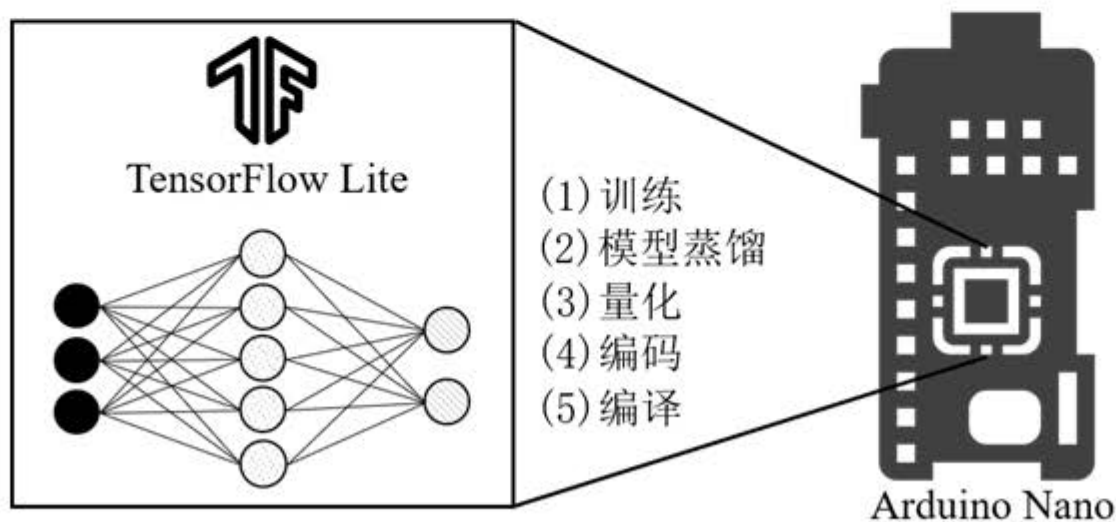 TensorFlow Lite
(1)训练
(2)模型蒸馏
(3)量化
(4)编码
(5)编译
Arduino Nano